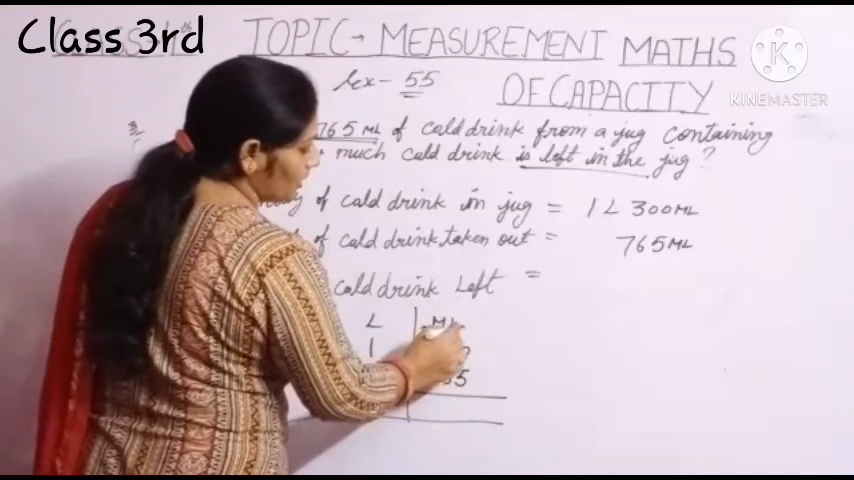 Class 3rd
TOPIC → MEASUREMENT MATHS
Ex - 55 OF CAPACITY
765 ML of cold drink from a jug containing
much cold drink is left in the jug?
of cold drink in jug = 1 L 300 ML
of cold drink taken out = 765 ML
cold drink Left =
L ML
1
5
K
KINEMASTER